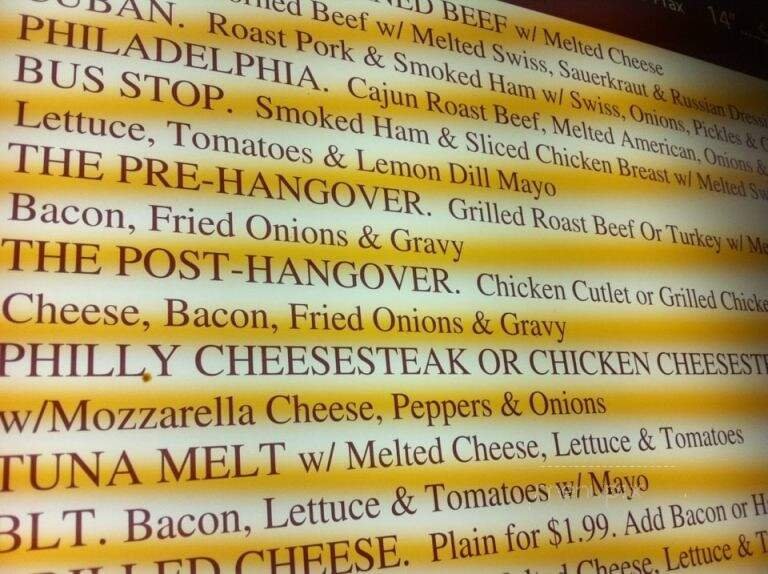 BEEF w/ Melted Cheese
Beef w/ Melted Swiss, Sauerkraut & Russian
CUBAN. Roast Pork & Smoked Ham w/ Swiss, Onions, Pickles &
PHILADELPHIA. Cajun Roast Beef, Melted American, Onions &
BUS STOP. Smoked Ham & Sliced Chicken Breast w/ Melted
Lettuce, Tomatoes & Lemon Dill Mayo
THE PRE-HANGOVER. Grilled Roast Beef Or Turkey w/
Bacon, Fried Onions & Gravy
THE POST-HANGOVER. Chicken Cutlet or Grilled
Cheese, Bacon, Fried Onions & Gravy
PHILLY CHEESESTEAK OR CHICKEN
w/Mozzarella Cheese, Peppers & Onions
TUNA MELT w/ Melted Cheese, Lettuce & Tomatoes
BLT. Bacon, Lettuce & Tomatoes w/ Mayo
CHEESE. Plain for $1.99. Add Bacon or
Cheese, Lettuce &